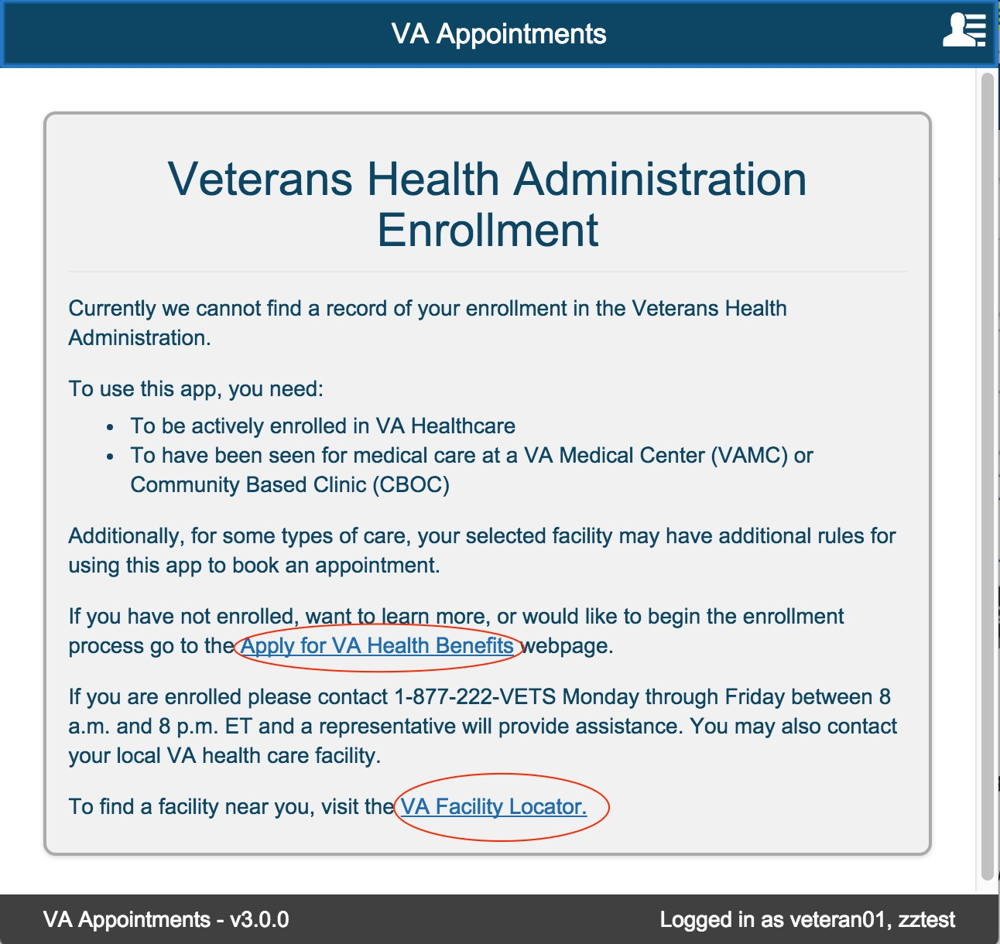 VA Appointments
Veterans Health Administration
Enrollment
Currently we cannot find a record of your enrollment in the Veterans Health
Administration.
To use this app, you need:
• To be actively enrolled in VA Healthcare
• To have been seen for medical care at a VA Medical Center (VAMC) or
Community Based Clinic (CBOC)
Additionally, for some types of care, your selected facility may have additional rules for
using this app to book an appointment.
If you have not enrolled, want to learn more, or would like to begin the enrollment
process go to the Apply for VA Health Benefits webpage.
If you are enrolled please contact 1-877-222-VETS Monday through Friday between 8
a.m. and 8 p.m. ET and a representative will provide assistance. You may also contact
your local VA health care facility.
To find a facility near you, visit the VA Facility Locator.
VA Appointments - v3.0.0
Logged in as veteran01, zztest